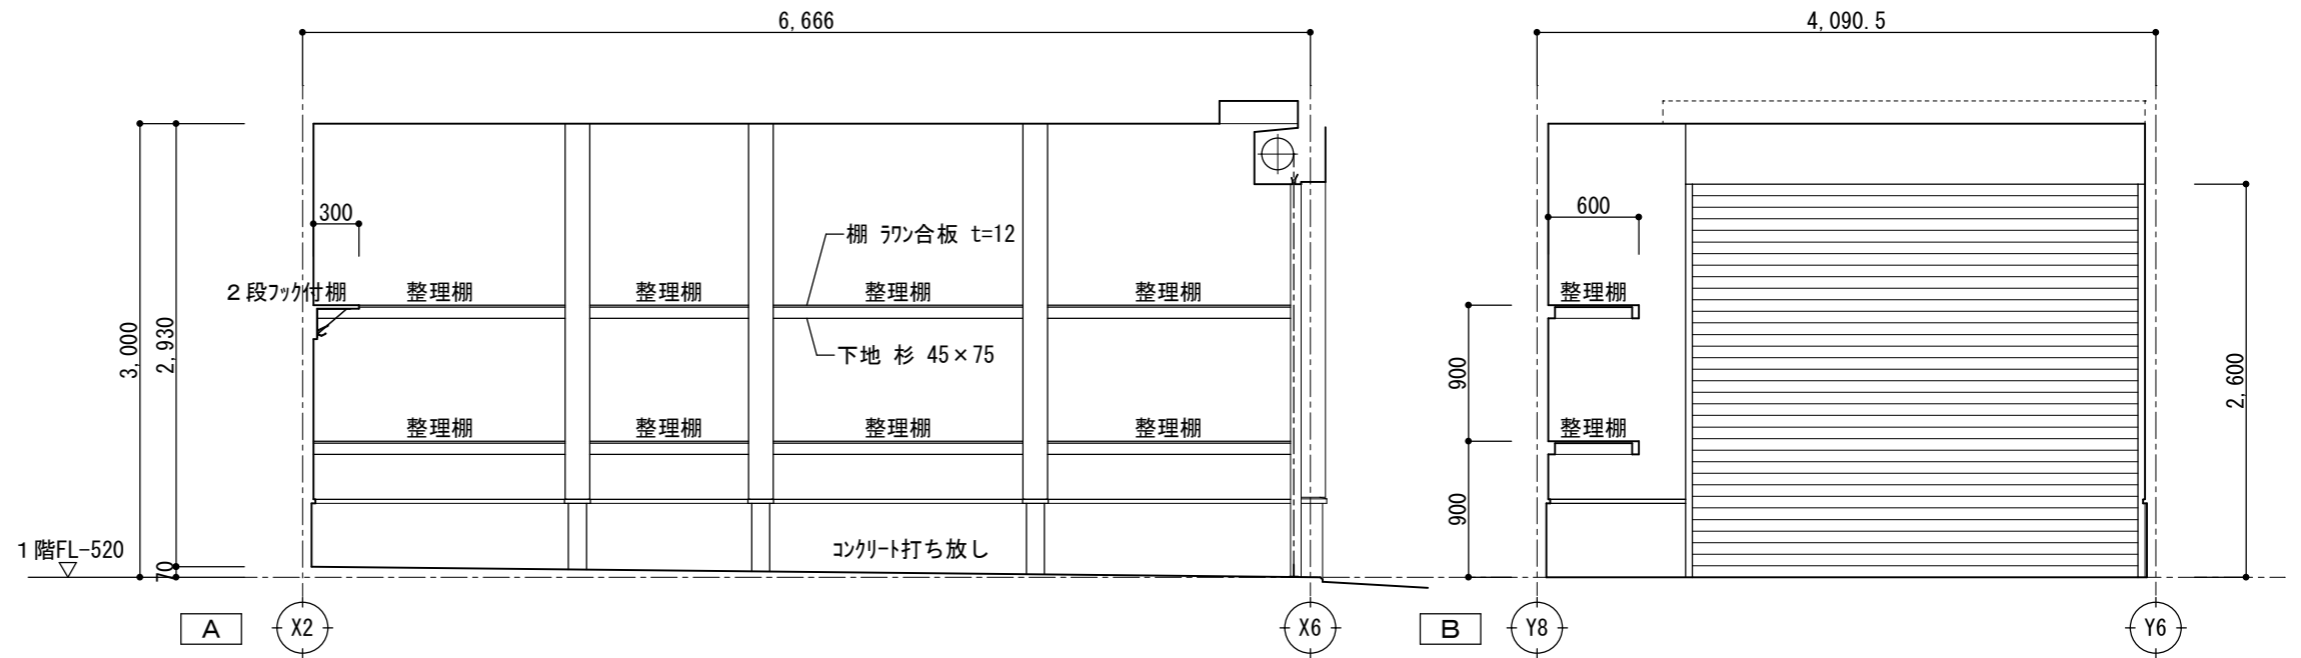 6,666
4,090.5
300
600
棚 ﾗﾜﾝ合板 t=12
２段ﾌｯｸ付棚
整理棚 整理棚 整理棚 整理棚
整理棚
3,000
2,930
下地 杉 45×75
900
2,600
整理棚 整理棚 整理棚 整理棚
整理棚
900
１階FL-520
70
ｺﾝｸﾘｰﾄ打ち放し
A
X2
X6
B
Y8
Y6